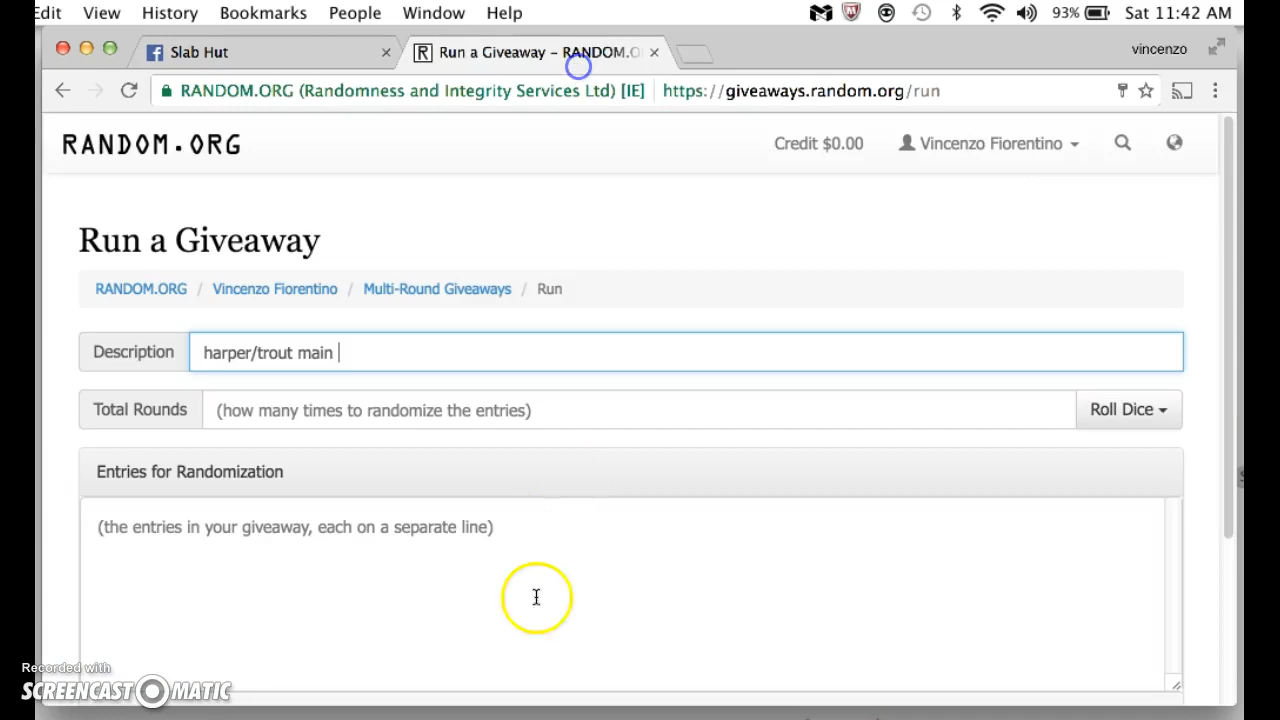 Edit View History Bookmarks People Window Help 93% Sat 11:42 AM
Slab Hut Run a Giveaway – RANDOM.O vincenzo
RANDOM.ORG (Randomness and Integrity Services Ltd) [IE] https://giveaways.random.org/run
RANDOM.ORG Credit $0.00 Vincenzo Fiorentino
Run a Giveaway
RANDOM.ORG / Vincenzo Fiorentino / Multi-Round Giveaways / Run
Description harper/trout main
Total Rounds (how many times to randomize the entries) Roll Dice
Entries for Randomization
(the entries in your giveaway, each on a separate line)
Recorded with
SCREENCAST O MATIC